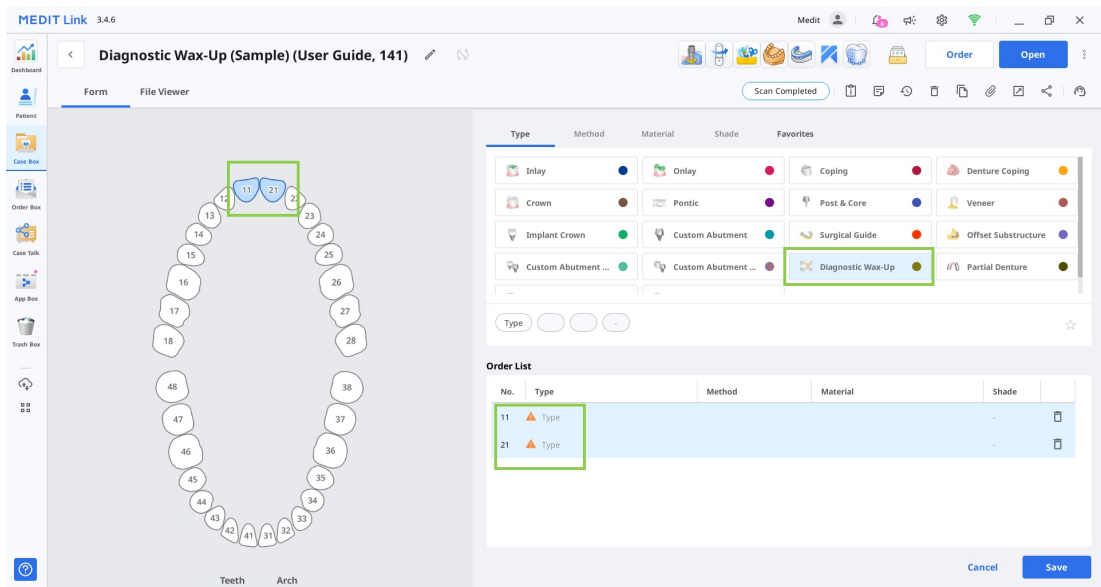 MEDIT Link 3.4.6
Medit
Dashboard
Diagnostic Wax-Up (Sample) (User Guide, 141)
Order
Open
Form
File Viewer
Scan Completed
Patient
Case Box
Order Box
Case Talk
App Box
Trash Box
Type
Method
Material
Shade
Favorites
Inlay
Onlay
Coping
Denture Coping
Crown
Pontic
Post & Core
Veneer
Implant Crown
Custom Abutment
Surgical Guide
Offset Substructure
Custom Abutment ...
Custom Abutment ...
Diagnostic Wax-Up
Partial Denture
Type
-
11
21
12
22
13
23
14
24
15
25
16
26
17
27
18
28
48
38
47
37
46
36
45
35
44
34
43
33
42
41
31
32
Teeth
Arch
Order List
No. Type Method Material Shade
11 Type -
21 Type -
Cancel
Save